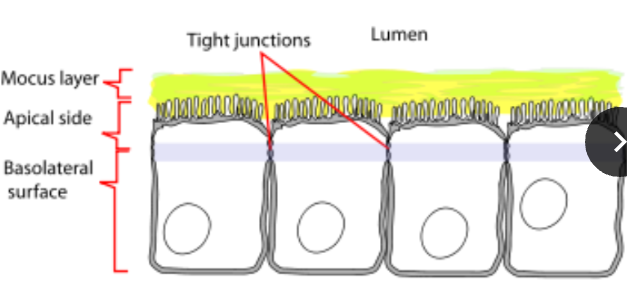 Tight junctions
Lumen
Mocus layer
Apical side
Basolateral
surface